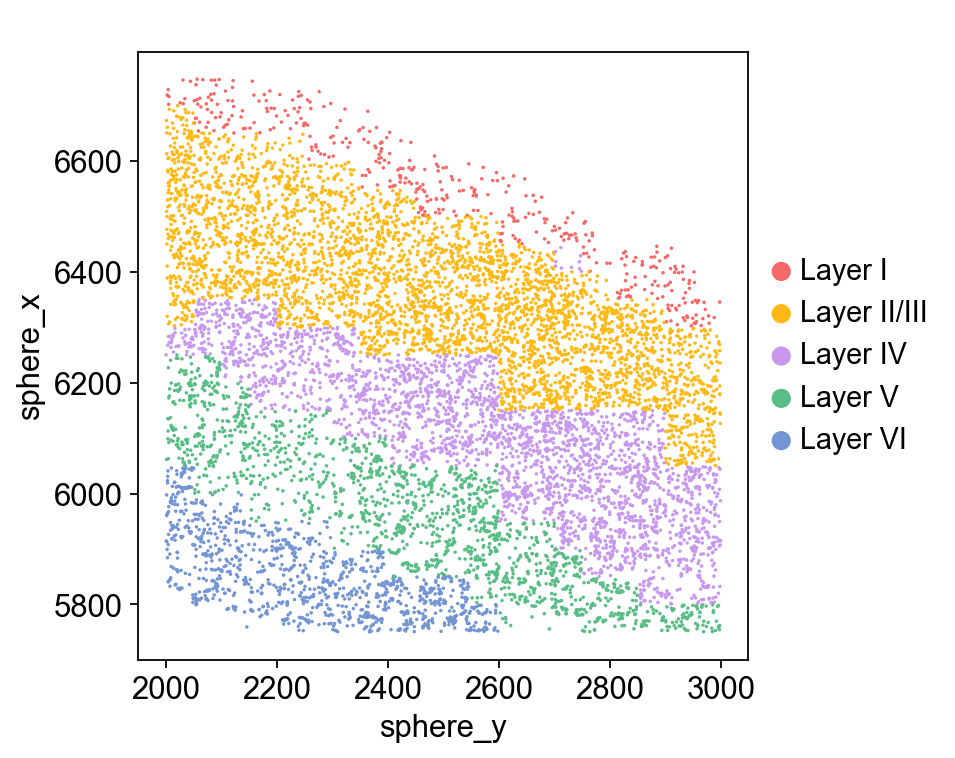 6600
6400
6200
6000
5800
sphere_x
2000 2200 2400 2600 2800 3000
sphere_y
Layer I
Layer II/III
Layer IV
Layer V
Layer VI